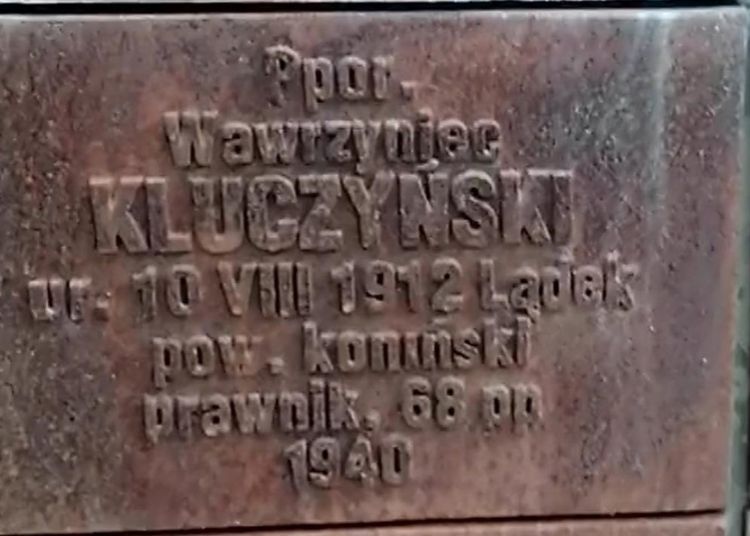 Ppor.
Wawrzyniec
KLUCZYŃSKI
ur. 10 VIII 1912 Lądek
pow. koniński
prawnik, 68 pp
1940